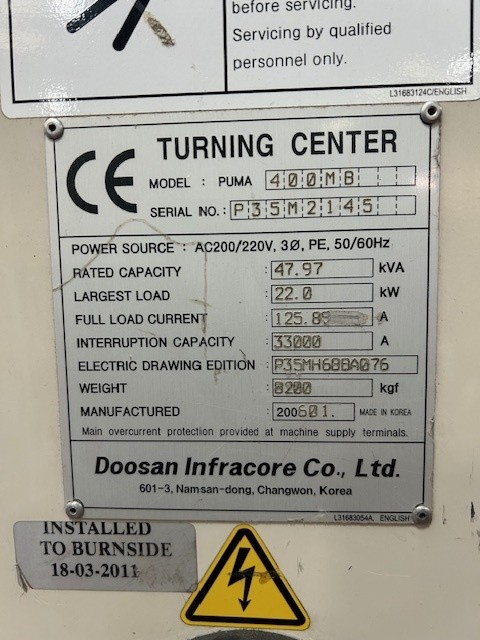 before servicing.
Servicing by qualified
personnel only.
L31683124C/ENGLISH
CE
TURNING CENTER
MODEL : PUMA 400MB
SERIAL NO.: P35M2145
POWER SOURCE : AC200/220V, 3Ø, PE, 50/60Hz
RATED CAPACITY : 47.97 kVA
LARGEST LOAD : 22.0 kW
FULL LOAD CURRENT : 125.85 A
INTERRUPTION CAPACITY : 33000 A
ELECTRIC DRAWING EDITION :
WEIGHT : 8200 kgf
MANUFACTURED : 200601. MADE IN KOREA
Main overcurrent protection provided at machine supply terminals.
Doosan Infracore Co., Ltd.
601-3, Namsan-dong, Changwon, Korea
L31683054A, ENGLISH
INSTALLED
TO BURNSIDE
18-03-2011